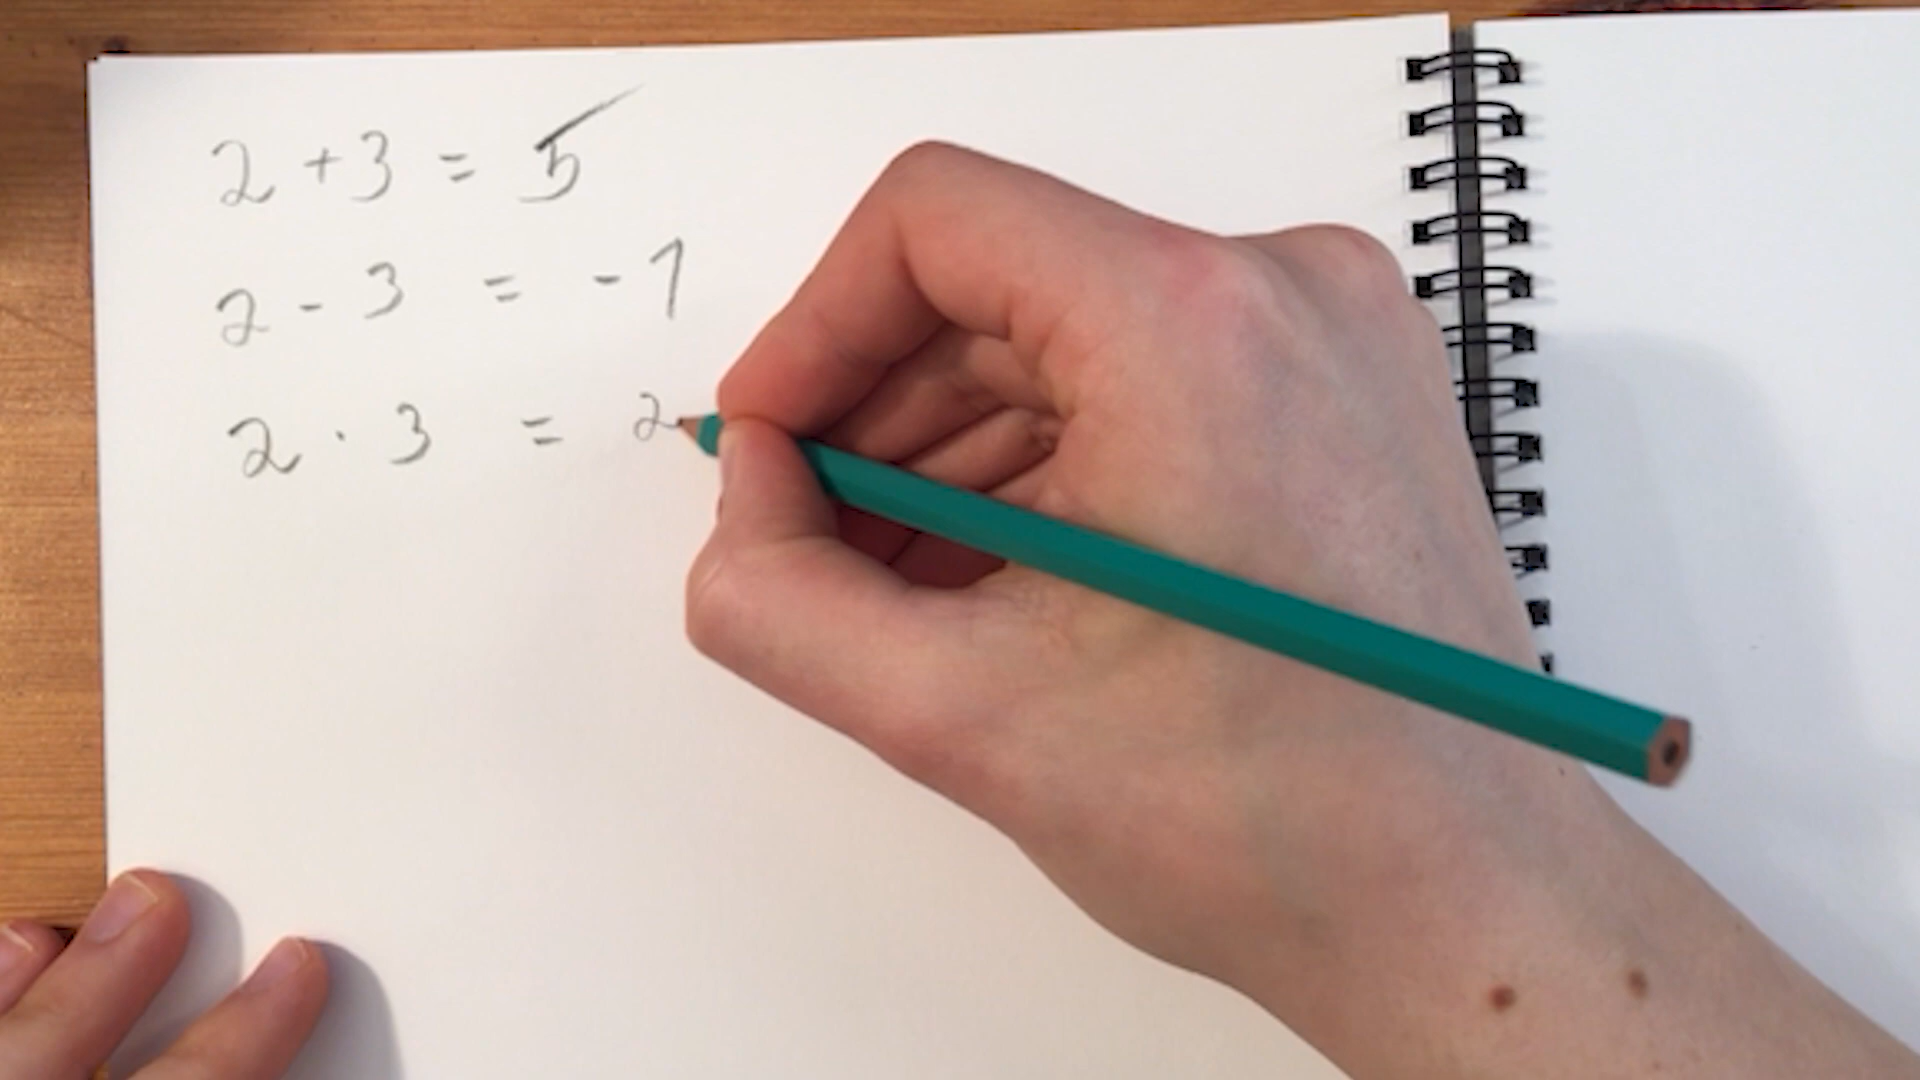 2 + 3 = 5
2 - 3 = -1
2 · 3 = 2